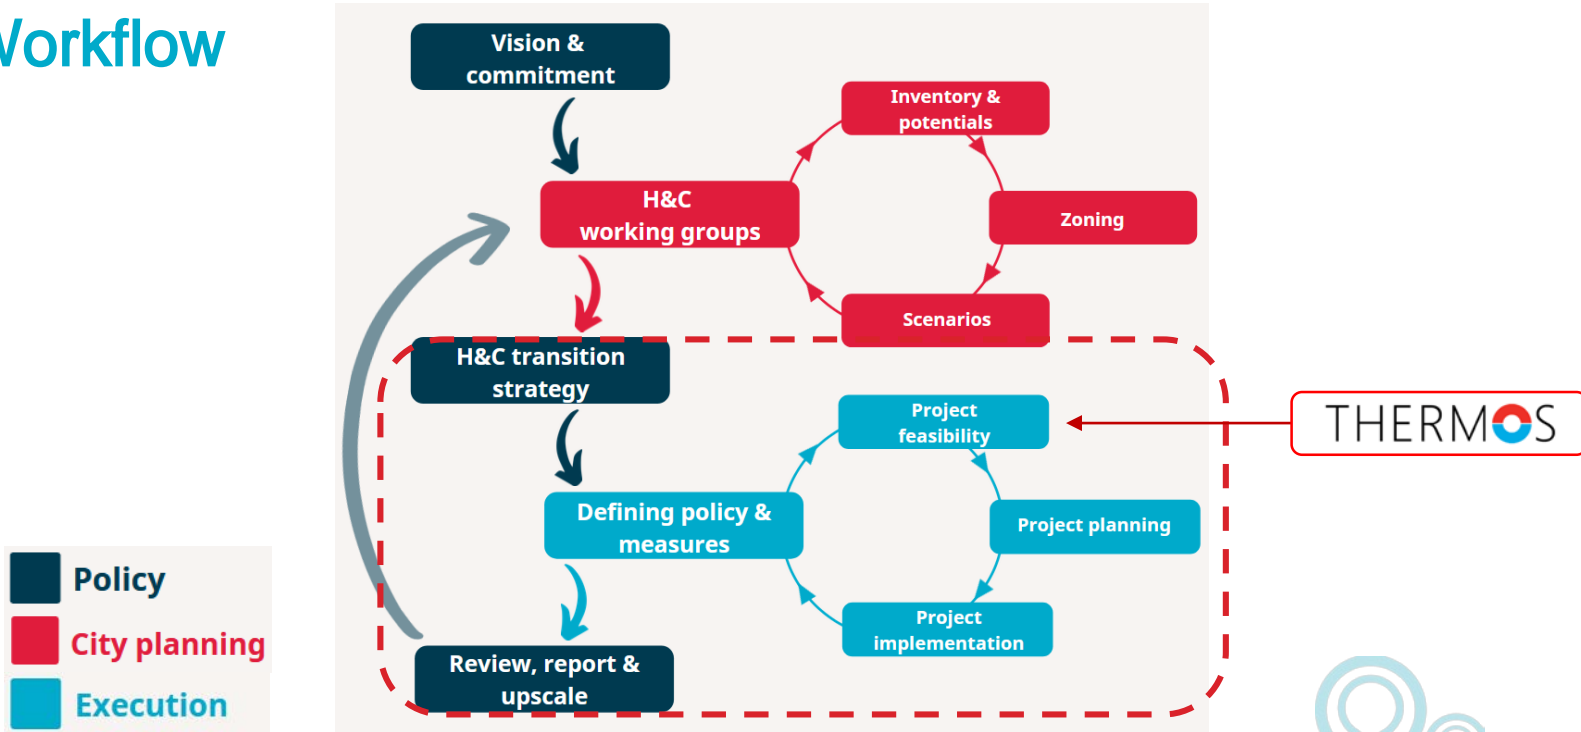 Workflow
Vision &
commitment
Inventory &
potentials
H&C
working groups
Zoning
Scenarios
H&C transition
strategy
Project
feasibility
THERMOS
Defining policy &
measures
Project planning
Project
implementation
Review, report &
upscale
Policy
City planning
Execution